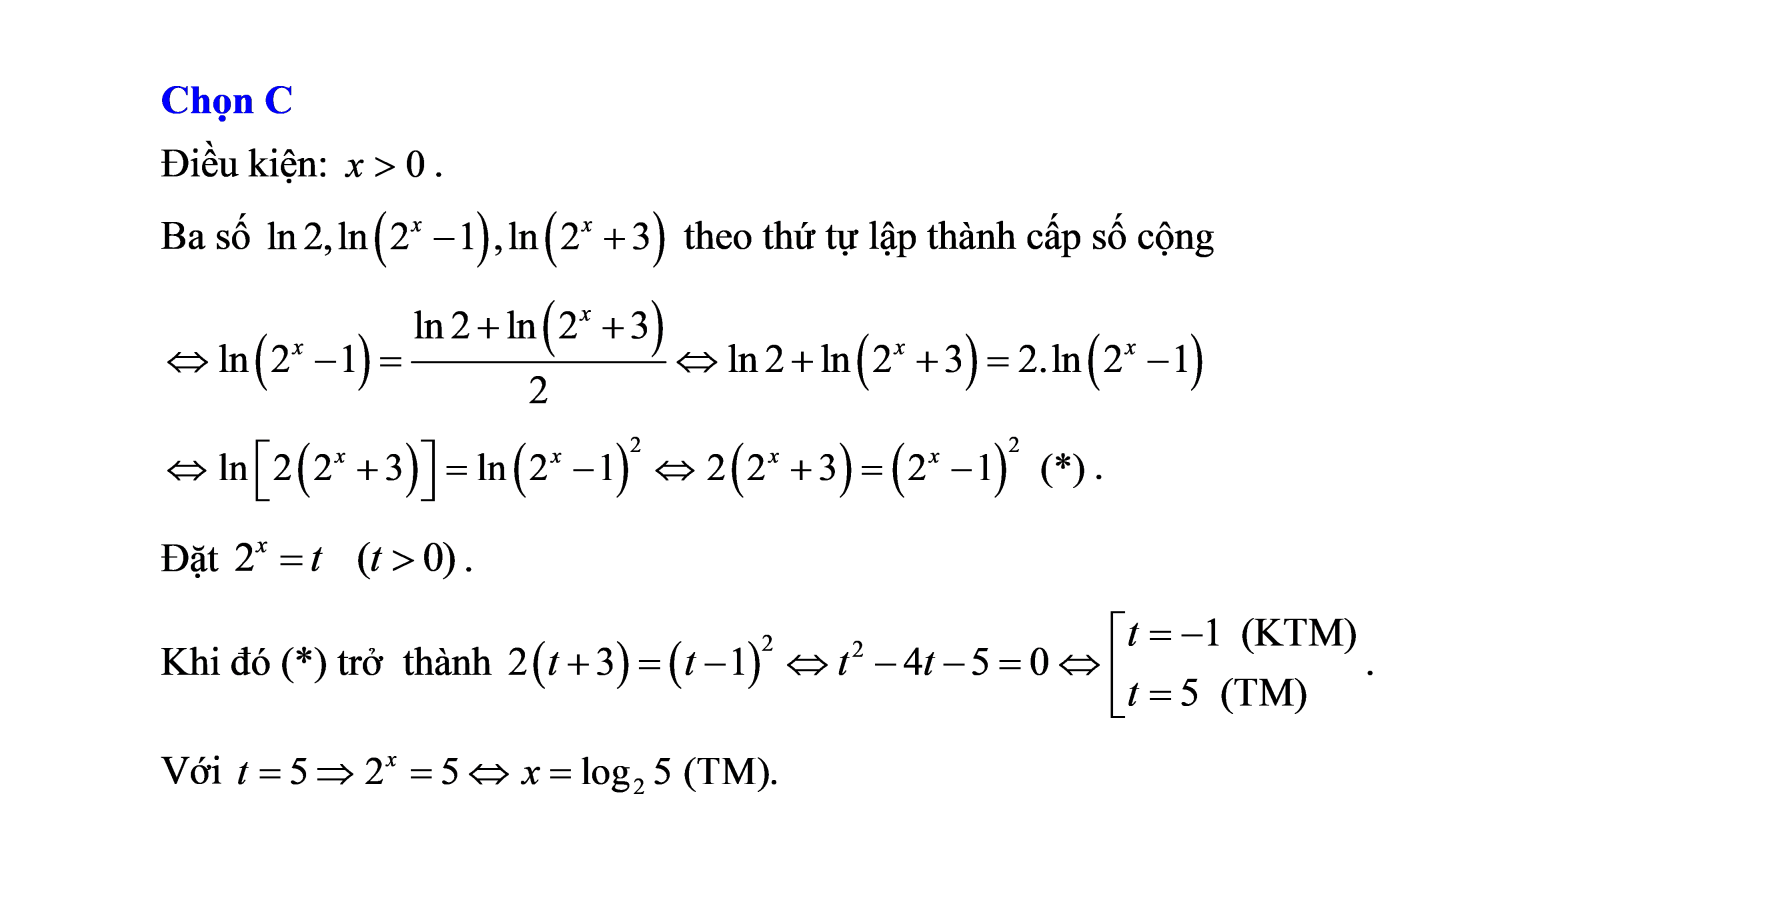 Chọn C
Điều kiện: x > 0 .
Ba số ln 2, ln(2^x − 1), ln(2^x + 3) theo thứ tự lập thành cấp số cộng
⇔ ln(2^x − 1) = \frac{ln 2 + ln(2^x + 3)}{2} ⇔ ln 2 + ln(2^x + 3) = 2.ln(2^x − 1)
⇔ ln[2(2^x + 3)] = ln(2^x − 1)^2 ⇔ 2(2^x + 3) = (2^x − 1)^2 (*) .
Đặt 2^x = t (t > 0) .
Khi đó (*) trở thành 2(t + 3) = (t − 1)^2 ⇔ t^2 − 4t − 5 = 0 ⇔ [ t = −1 (KTM)
t = 5 (TM) .
Với t = 5 ⇒ 2^x = 5 ⇔ x = log_2 5 (TM).